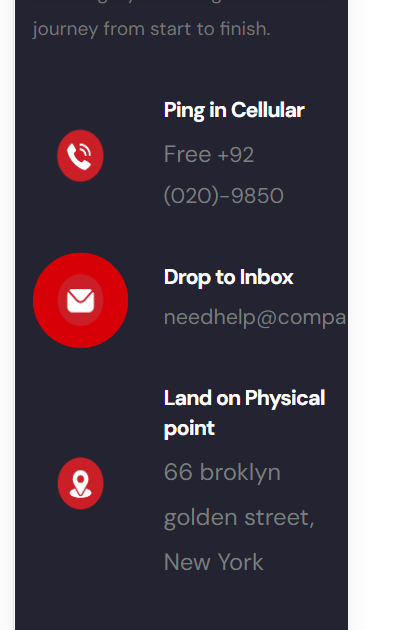 journey from start to finish.
Ping in Cellular
Free +92
(020)-9850
Drop to Inbox
needhelp@compa
Land on Physical
point
66 broklyn
golden street,
New York